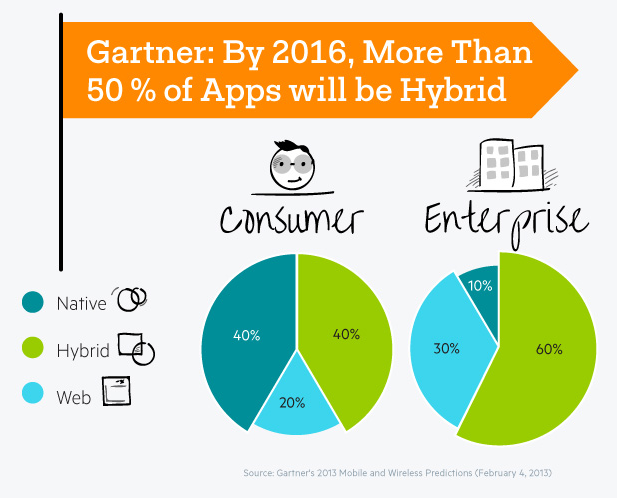 Gartner: By 2016, More Than
50 % of Apps will be Hybrid
Consumer
Enterprise
Native
Hybrid
Web
40%
40%
20%
10%
30%
60%
Source: Gartner's 2013 Mobile and Wireless Predictions (February 4, 2013)